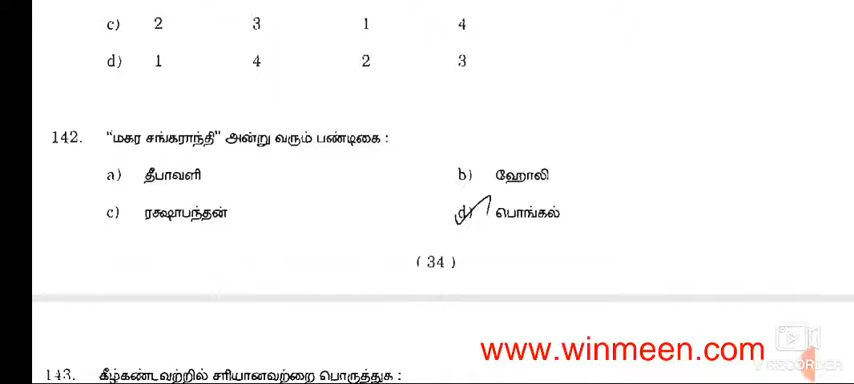 c) 2 3 1 4
d) 1 4 2 3
142. "மகர சங்கராந்தி" அன்று வரும் பண்டிகை :
a) தீபாவளி b) ஹோலி
c) ரக்ஷாபந்தன் d) பொங்கல்
( 34 )
www.winmeen.com
RECORDER
143. கீழ்கண்டவற்றில் சரியானவற்றை பொருத்துக :